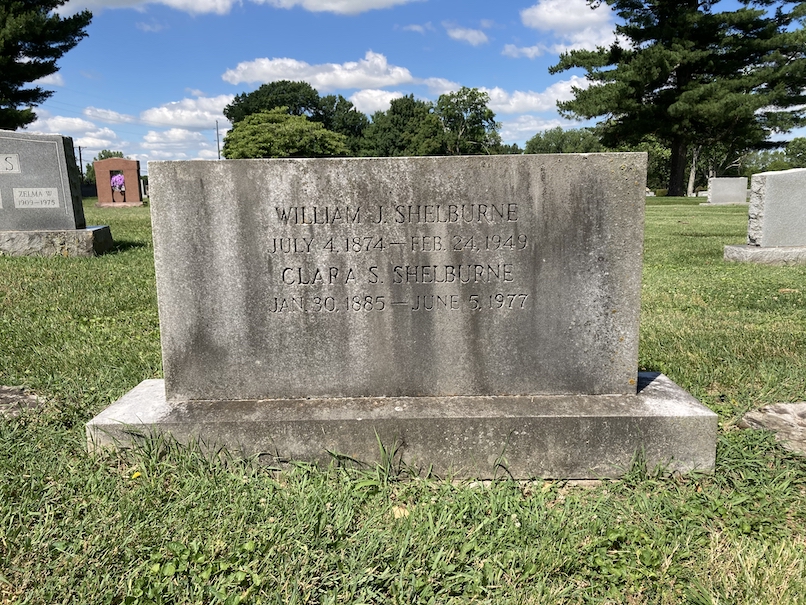 S
ZELMA W.
1909-1975
WILLIAM J. SHELBURNE
JULY 4, 1874 — FEB. 24, 1949
CLARA S. SHELBURNE
JAN. 30, 1885 — JUNE 5, 1977